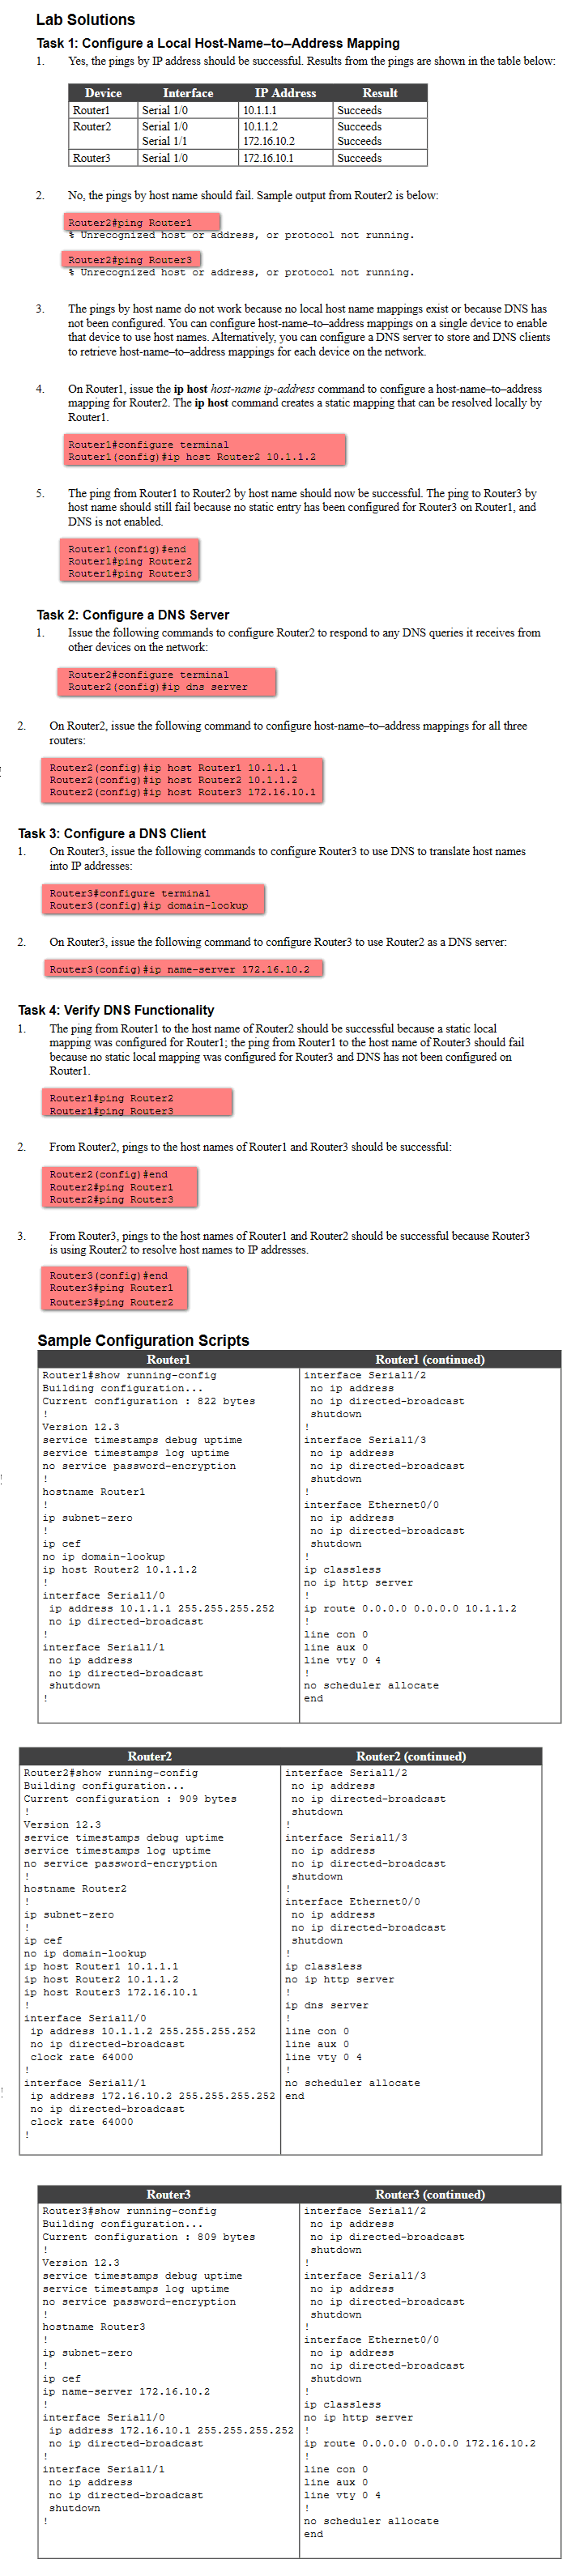 Lab Solutions
Task 1: Configure a Local Host-Name–to–Address Mapping
1. Yes, the pings by IP address should be successful. Results from the pings are shown in the table below:
Device Interface IP Address Result
Router1 Serial 1/0 10.1.1.1 Succeeds
Router2 Serial 1/0 10.1.1.2 Succeeds
Serial 1/1 172.16.10.2 Succeeds
Router3 Serial 1/0 172.16.10.1 Succeeds
2. No, the pings by host name should fail. Sample output from Router2 is below:
Router2#ping Router1
% Unrecognized host or address, or protocol not running.
Router2#ping Router3
% Unrecognized host or address, or protocol not running.
3. The pings by host name do not work because no local host name mappings exist or because DNS has
not been configured. You can configure host-name–to–address mappings on a single device to enable
that device to use host names. Alternatively, you can configure a DNS server to store and DNS clients
to retrieve host-name–to–address mappings for each device on the network.
4. On Router1, issue the ip host host-name ip-address command to configure a host-name–to–address
mapping for Router2. The ip host command creates a static mapping that can be resolved locally by
Router1.
Router1#configure terminal
Router1(config)#ip host Router2 10.1.1.2
5. The ping from Router1 to Router2 by host name should now be successful. The ping to Router3 by
host name should still fail because no static entry has been configured for Router3 on Router1, and
DNS is not enabled.
Router1(config)#end
Router1#ping Router2
Router1#ping Router3
Task 2: Configure a DNS Server
1. Issue the following commands to configure Router2 to respond to any DNS queries it receives from
other devices on the network:
Router2#configure terminal
Router2(config)#ip dns server
2. On Router2, issue the following command to configure host-name–to–address mappings for all three
routers:
Router2(config)#ip host Router1 10.1.1.1
Router2(config)#ip host Router2 10.1.1.2
Router2(config)#ip host Router3 172.16.10.1
Task 3: Configure a DNS Client
1. On Router3, issue the following commands to configure Router3 to use DNS to translate host names
into IP addresses:
Router3#configure terminal
Router3(config)#ip domain-lookup
2. On Router3, issue the following command to configure Router3 to use Router2 as a DNS server:
Router3(config)#ip name-server 172.16.10.2
Task 4: Verify DNS Functionality
1. The ping from Router1 to the host name of Router2 should be successful because a static local
mapping was configured for Router1; the ping from Router1 to the host name of Router3 should fail
because no static local mapping was configured for Router3 and DNS has not been configured on
Router1.
Router1#ping Router2
Router1#ping Router3
2. From Router2, pings to the host names of Router1 and Router3 should be successful:
Router2(config)#end
Router2#ping Router1
Router2#ping Router3
3. From Router3, pings to the host names of Router1 and Router2 should be successful because Router3
is using Router2 to resolve host names to IP addresses.
Router3(config)#end
Router3#ping Router1
Router3#ping Router2
Sample Configuration Scripts
Router1
Router1#show running-config
Building configuration...
Current configuration : 822 bytes
!
Version 12.3
service timestamps debug uptime
service timestamps log uptime
no service password-encryption
!
hostname Router1
!
ip subnet-zero
!
ip cef
no ip domain-lookup
ip host Router2 10.1.1.2
!
interface Serial1/0
ip address 10.1.1.1 255.255.255.252
no ip directed-broadcast
!
interface Serial1/1
no ip address
no ip directed-broadcast
shutdown
!
Router1 (continued)
interface Serial1/2
no ip address
no ip directed-broadcast
shutdown
!
interface Serial1/3
no ip address
no ip directed-broadcast
shutdown
!
interface Ethernet0/0
no ip address
no ip directed-broadcast
shutdown
!
ip classless
no ip http server
!
ip route 0.0.0.0 0.0.0.0 10.1.1.2
!
line con 0
line aux 0
line vty 0 4
!
no scheduler allocate
end
Router2
Router2#show running-config
Building configuration...
Current configuration : 909 bytes
!
Version 12.3
service timestamps debug uptime
service timestamps log uptime
no service password-encryption
!
hostname Router2
!
ip subnet-zero
!
ip cef
no ip domain-lookup
ip host Router1 10.1.1.1
ip host Router2 10.1.1.2
ip host Router3 172.16.10.1
!
interface Serial1/0
ip address 10.1.1.2 255.255.255.252
no ip directed-broadcast
clock rate 64000
!
interface Serial1/1
ip address 172.16.10.2 255.255.255.252
no ip directed-broadcast
clock rate 64000
!
Router2 (continued)
interface Serial1/2
no ip address
no ip directed-broadcast
shutdown
!
interface Serial1/3
no ip address
no ip directed-broadcast
shutdown
!
interface Ethernet0/0
no ip address
no ip directed-broadcast
shutdown
!
ip classless
no ip http server
!
ip dns server
!
line con 0
line aux 0
line vty 0 4
!
no scheduler allocate
end
Router3
Router3#show running-config
Building configuration...
Current configuration : 809 bytes
!
Version 12.3
service timestamps debug uptime
service timestamps log uptime
no service password-encryption
!
hostname Router3
!
ip subnet-zero
!
ip cef
ip name-server 172.16.10.2
!
interface Serial1/0
ip address 172.16.10.1 255.255.255.252
no ip directed-broadcast
!
interface Serial1/1
no ip address
no ip directed-broadcast
shutdown
!
Router3 (continued)
interface Serial1/2
no ip address
no ip directed-broadcast
shutdown
!
interface Serial1/3
no ip address
no ip directed-broadcast
shutdown
!
interface Ethernet0/0
no ip address
no ip directed-broadcast
shutdown
!
ip classless
no ip http server
!
ip route 0.0.0.0 0.0.0.0 172.16.10.2
!
line con 0
line aux 0
line vty 0 4
!
no scheduler allocate
end